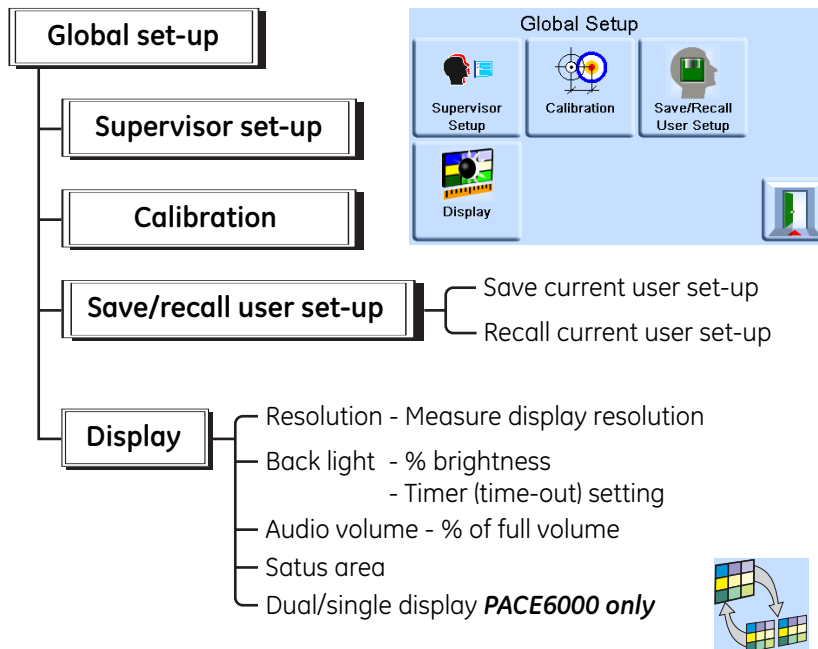 Global set-up
Global Setup
Supervisor
Setup
Calibration
Save/Recall
User Setup
Display
Supervisor set-up
Calibration
Save/recall user set-up
Save current user set-up
Recall current user set-up
Display
Resolution - Measure display resolution
Back light - % brightness
- Timer (time-out) setting
Audio volume - % of full volume
Satus area
Dual/single display PACE6000 only